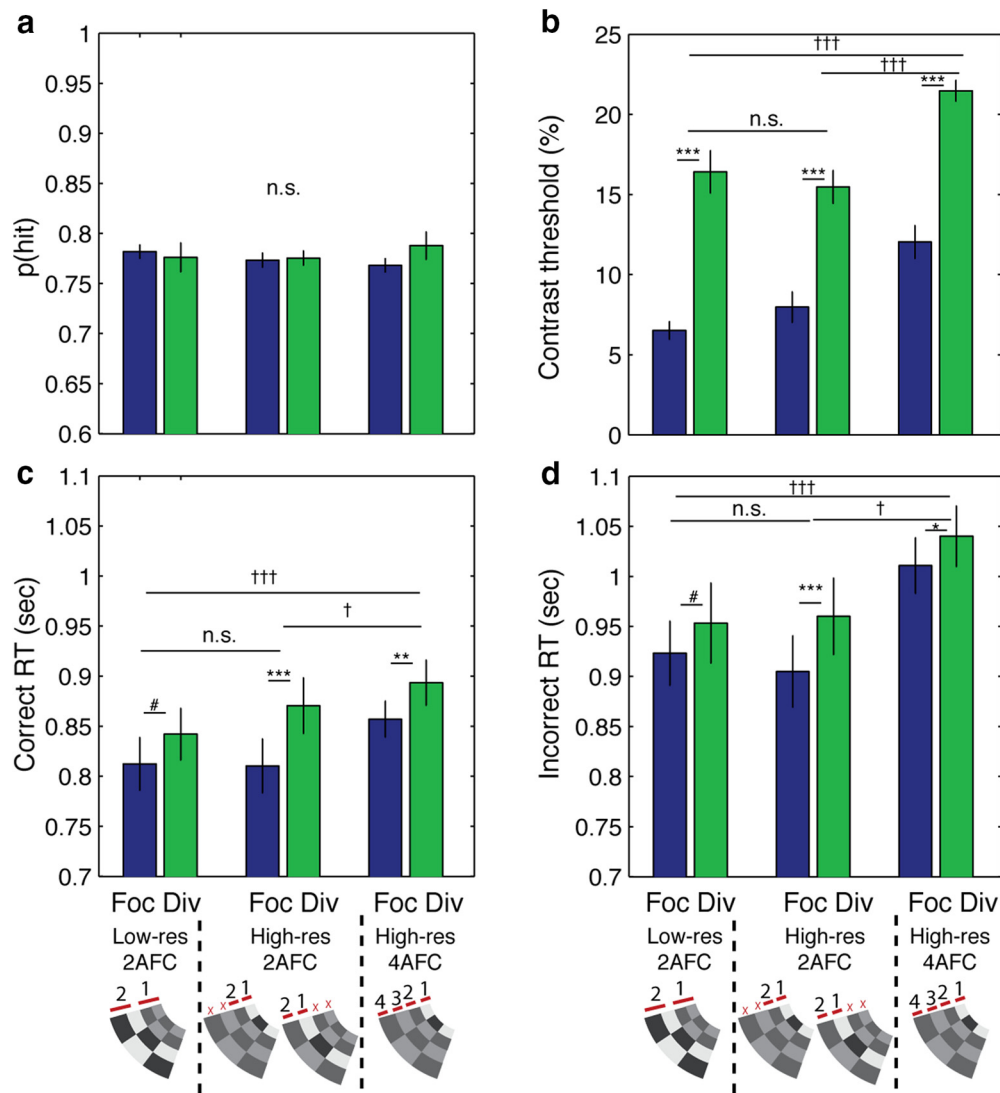 a
1
0.95
0.9
0.85
0.8
0.75
0.7
0.65
0.6
p(hit)
n.s.
b
25
20
15
10
5
0
Contrast threshold (%)
†††
†††
***
n.s.
***
***
c
1.1
1.05
1
0.95
0.9
0.85
0.8
0.75
0.7
Correct RT (sec)
†††
†
n.s.
***
**
#
Foc Div Foc Div Foc Div
Low-res 2AFC
High-res 2AFC
High-res 4AFC
2 1
x x 2 1
2 1 x x
4 3 2 1
d
1.1
1.05
1
0.95
0.9
0.85
0.8
0.75
0.7
Incorrect RT (sec)
†††
n.s.
†
*
#
***
Foc Div Foc Div Foc Div
Low-res 2AFC
High-res 2AFC
High-res 4AFC
2 1
x x 2 1
2 1 x x
4 3 2 1